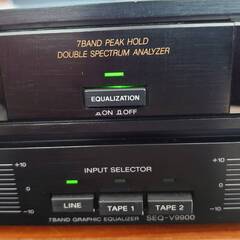 7BAND PEAK HOLD
DOUBLE SPECTRUM ANALYZER
EQUALIZATION
ON OFF
INPUT SELECTOR
+10 +10
0 0
-10 -10
LINE TAPE 1 TAPE 2
7BAND GRAPHIC EQUALIZER SEQ-V9900